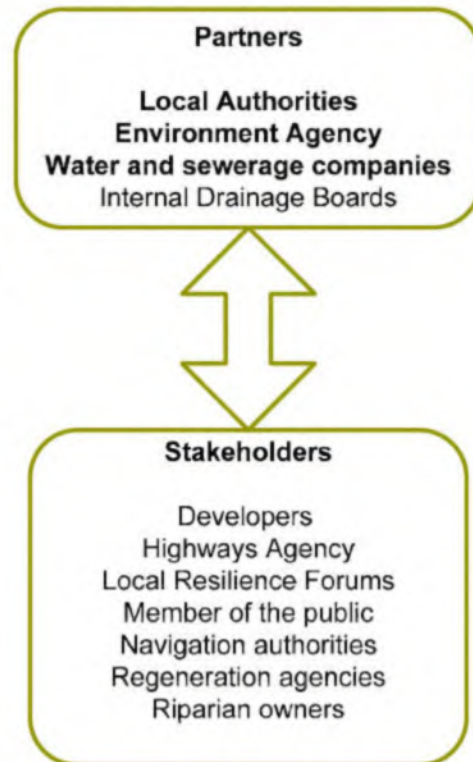 Partners
Local Authorities
Environment Agency
Water and sewerage companies
Internal Drainage Boards
Stakeholders
Developers
Highways Agency
Local Resilience Forums
Member of the public
Navigation authorities
Regeneration agencies
Riparian owners